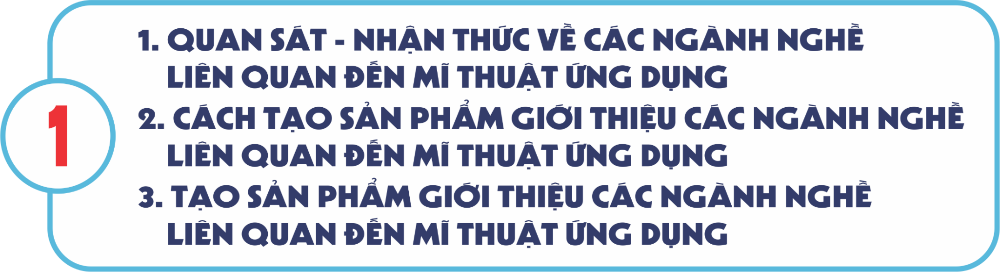 1
1. QUAN SÁT - NHẬN THỨC VỀ CÁC NGÀNH NGHỀ
LIÊN QUAN ĐẾN MĨ THUẬT ỨNG DỤNG
2. CÁCH TẠO SẢN PHẨM GIỚI THIỆU CÁC NGÀNH NGHỀ
LIÊN QUAN ĐẾN MĨ THUẬT ỨNG DỤNG
3. TẠO SẢN PHẨM GIỚI THIỆU CÁC NGÀNH NGHỀ
LIÊN QUAN ĐẾN MĨ THUẬT ỨNG DỤNG